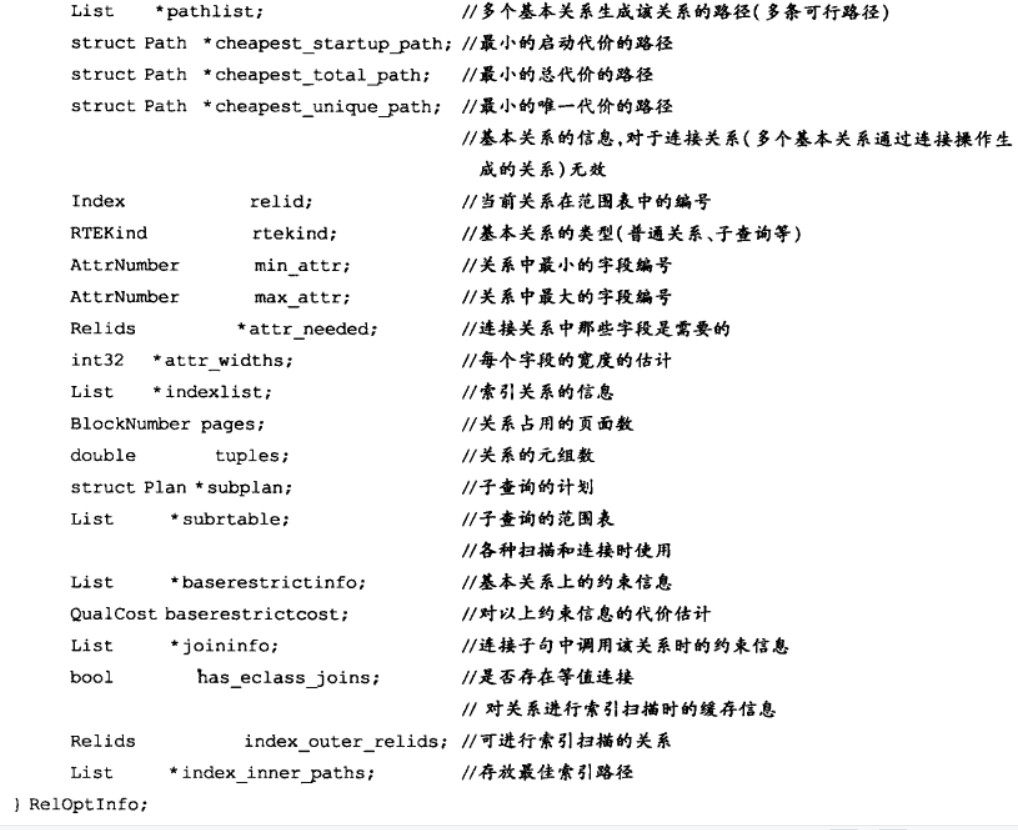 List *pathlist; //多个基本关系生成该关系的路径(多条可行路径)
struct Path *cheapest_startup_path; //最小的启动代价的路径
struct Path *cheapest_total_path; //最小的总代价的路径
struct Path *cheapest_unique_path; //最小的唯一代价的路径
//基本关系的信息,对于连接关系(多个基本关系通过连接操作生
成的关系)无效
Index relid; //当前关系在范围表中的编号
RTEKind rtekind; //基本关系的类型(普通关系、子查询等)
AttrNumber min_attr; //关系中最小的字段编号
AttrNumber max_attr; //关系中最大的字段编号
Relids *attr_needed; //连接关系中那些字段是需要的
int32 *attr_widths; //每个字段的宽度的估计
List *indexlist; //索引关系的信息
BlockNumber pages; //关系占用的页面数
double tuples; //关系的元组数
struct Plan *subplan; //子查询的计划
List *subrtable; //子查询的范围表
//各种扫描和连接时使用
List *baserestrictinfo; //基本关系上的约束信息
QualCost baserestrictcost; //对以上约束信息的代价估计
List *joininfo; //连接子句中调用该关系时的约束信息
bool has_eclass_joins; //是否存在等值连接
// 对关系进行索引扫描时的缓存信息
Relids index_outer_relids; //可进行索引扫描的关系
List *index_inner_paths; //存放最佳索引路径
} RelOptInfo;